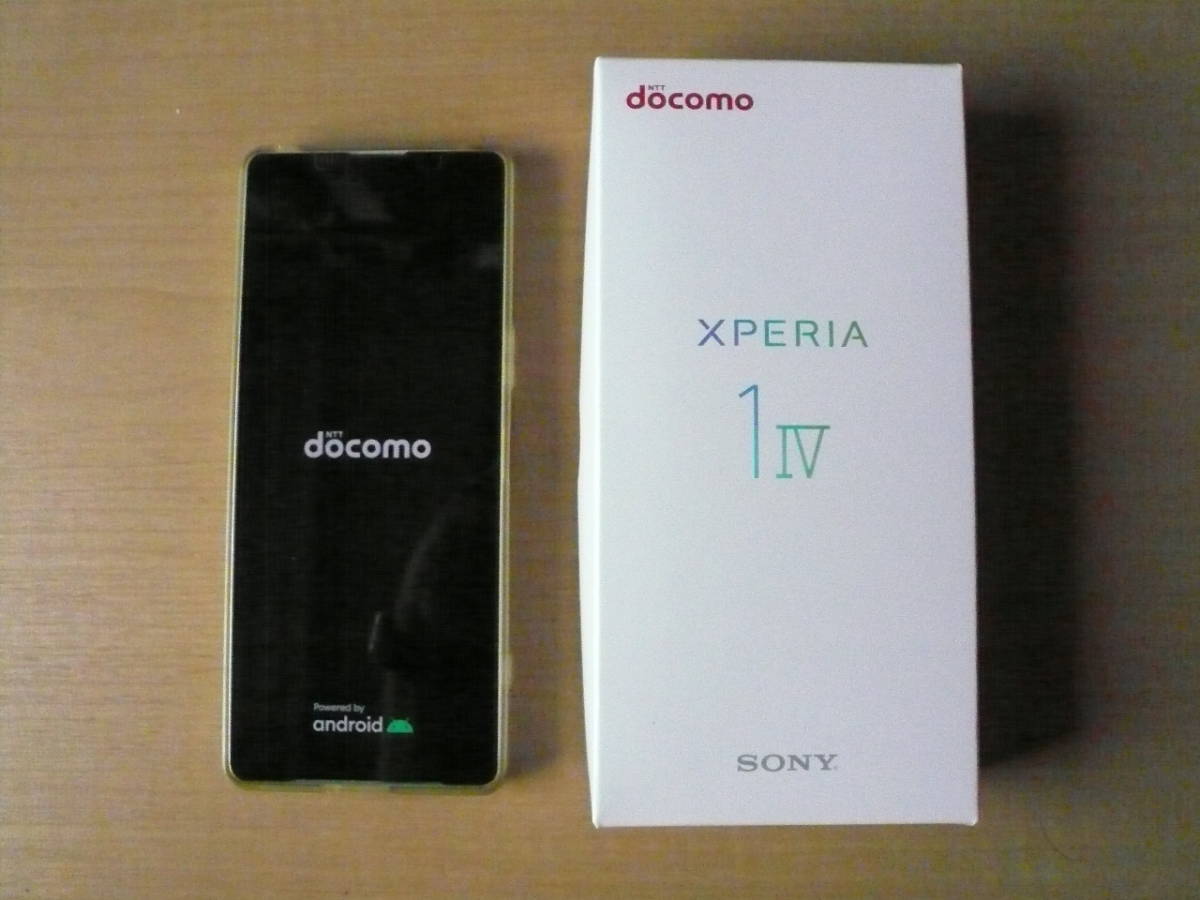 NTT
docomo
Powered by
android
NTT
docomo
XPERIA
1 IV
SONY